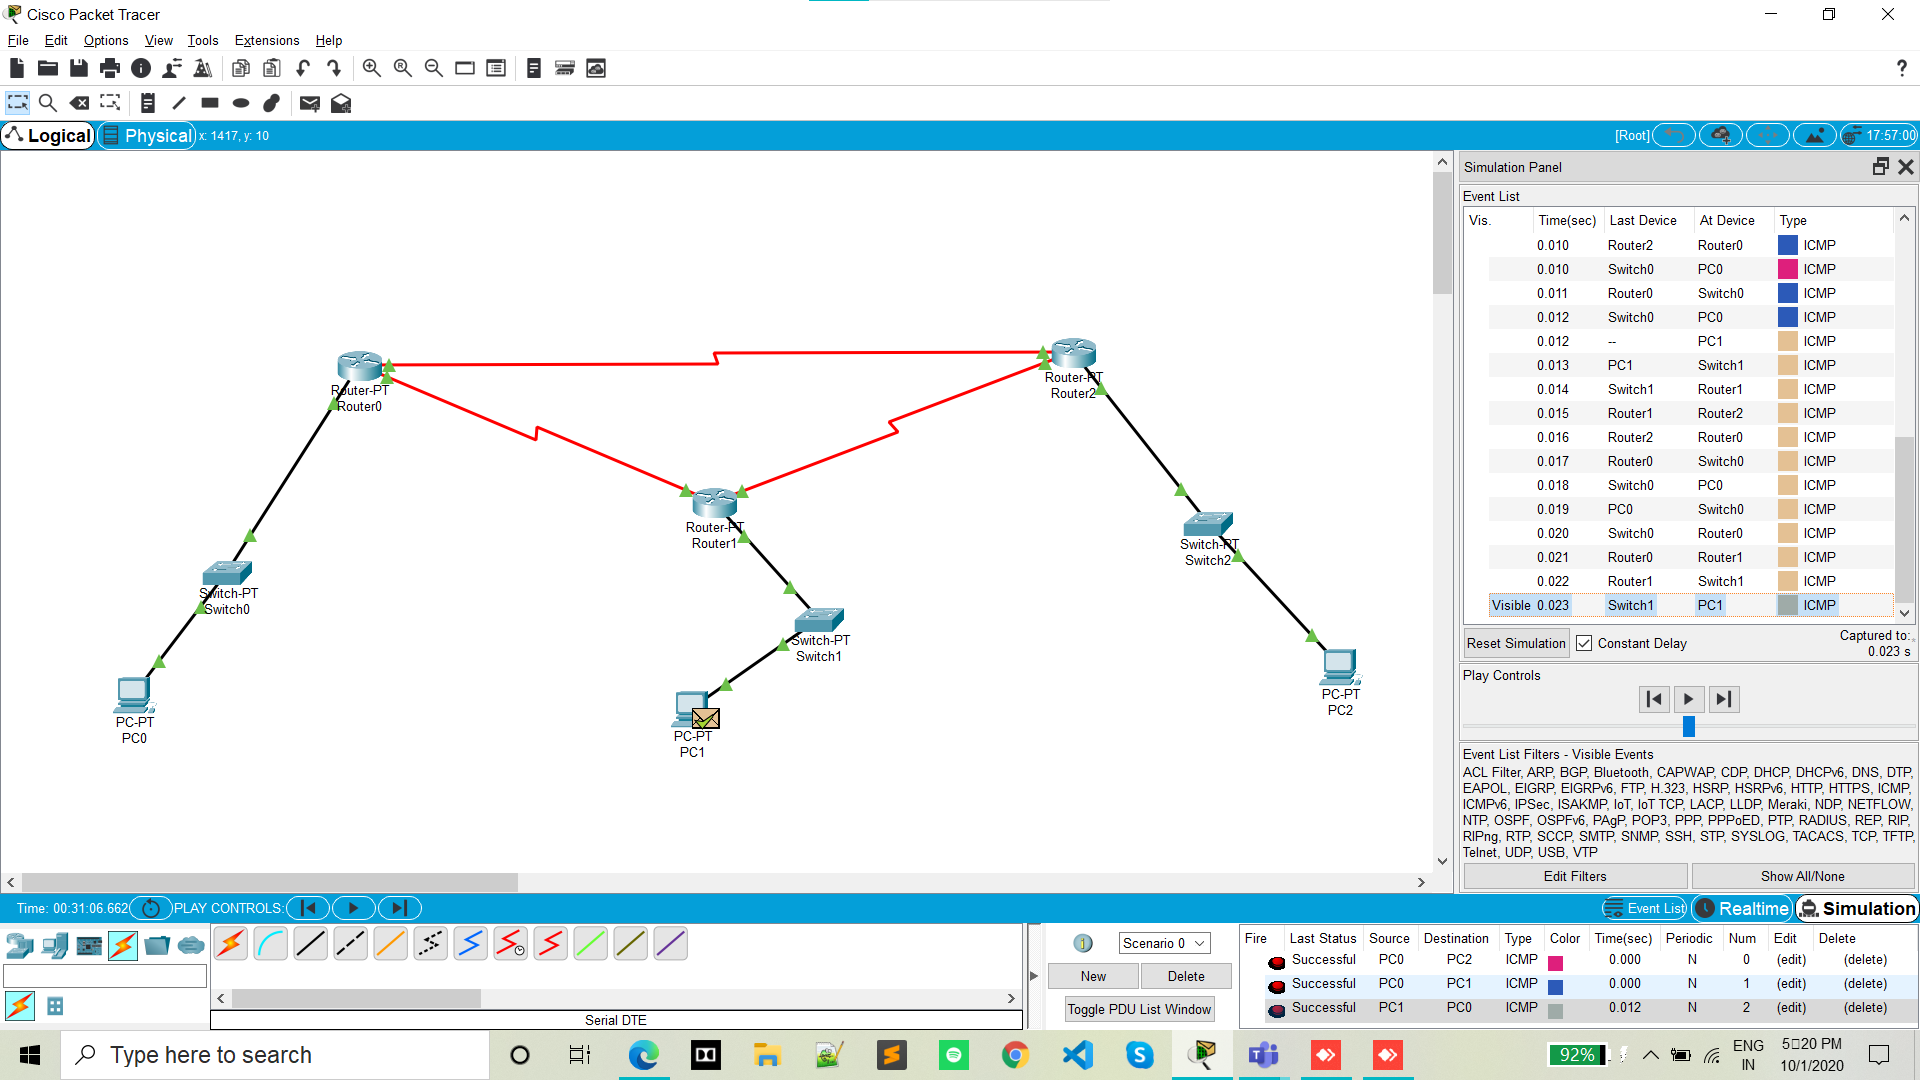 Cisco Packet Tracer
File Edit Options View Tools Extensions Help
?
Logical Physical x: 1417, y: 10 [Root] 17:57:00
Router-PT
Router0
Router-PT
Router2
Router-PT
Router1
Switch-PT
Switch0
Switch-PT
Switch1
Switch-PT
Switch2
PC-PT
PC0
PC-PT
PC1
PC-PT
PC2
Simulation Panel
Event List
Vis. Time(sec) Last Device At Device Type
0.010 Router2 Router0 ICMP
0.010 Switch0 PC0 ICMP
0.011 Router0 Switch0 ICMP
0.012 Switch0 PC0 ICMP
0.012 -- PC1 ICMP
0.013 PC1 Switch1 ICMP
0.014 Switch1 Router1 ICMP
0.015 Router1 Router2 ICMP
0.016 Router2 Router0 ICMP
0.017 Router0 Switch0 ICMP
0.018 Switch0 PC0 ICMP
0.019 PC0 Switch0 ICMP
0.020 Switch0 Router0 ICMP
0.021 Router0 Router1 ICMP
0.022 Router1 Switch1 ICMP
Visible 0.023 Switch1 PC1 ICMP
Reset Simulation Constant Delay Captured to:
0.023 s
Play Controls
Event List Filters - Visible Events
ACL Filter, ARP, BGP, Bluetooth, CAPWAP, CDP, DHCP, DHCPv6, DNS, DTP,
EAPOL, EIGRP, EIGRPv6, FTP, H.323, HSRP, HSRPv6, HTTP, HTTPS, ICMP,
ICMPv6, IPSec, ISAKMP, IoT, IoT TCP, LACP, LLDP, Meraki, NDP, NETFLOW,
NTP, OSPF, OSPFv6, PAgP, POP3, PPP, PPPoED, PTP, RADIUS, REP, RIP,
RIPng, RTP, SCCP, SMTP, SNMP, SSH, STP, SYSLOG, TACACS, TCP, TFTP,
Telnet, UDP, USB, VTP
Edit Filters Show All/None
Time: 00:31:06.662 PLAY CONTROLS: Event List Realtime Simulation
Serial DTE
Scenario 0
New Delete
Toggle PDU List Window
Fire Last Status Source Destination Type Color Time(sec) Periodic Num Edit Delete
Successful PC0 PC2 ICMP 0.000 N 0 (edit) (delete)
Successful PC0 PC1 ICMP 0.000 N 1 (edit) (delete)
Successful PC1 PC0 ICMP 0.012 N 2 (edit) (delete)
Type here to search
92%
ENG
IN
5:20 PM
10/1/2020